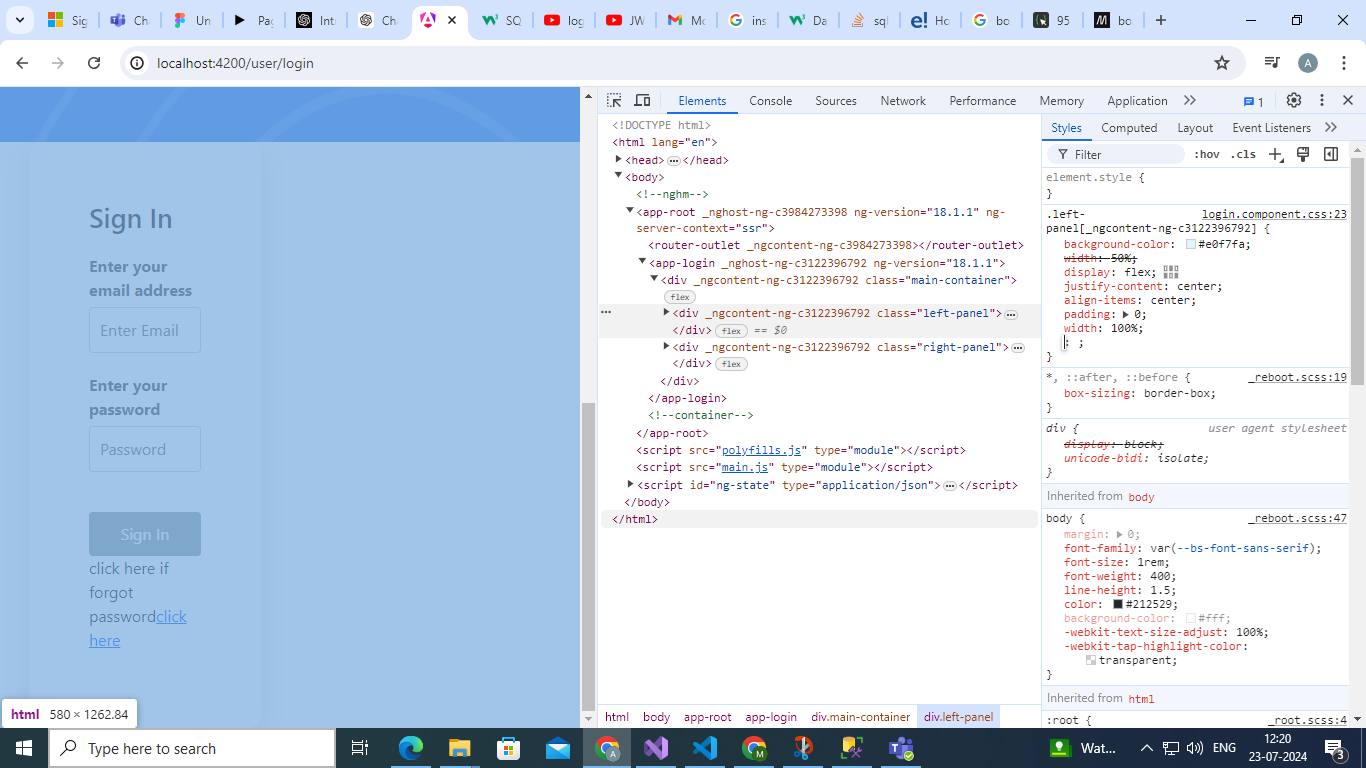 Sig
Cha
Un
Pac
Int
Ch
SQ
log
JW
Mo
ins
Da
sql
Ho
bo
95
bo
localhost:4200/user/login
A
Elements
Console
Sources
Network
Performance
Memory
Application
1
Sign In
Enter your
email address
Enter Email
Enter your
password
Password
Sign In
click here if
forgot
passwordclick
here
html 580 × 1262.84
<!DOCTYPE html>
<html lang="en">
<head> </head>
<body>
<!--nghm-->
<app-root _nghost-ng-c3984273398 ng-version="18.1.1" ng-
server-context="ssr">
<router-outlet _ngcontent-ng-c3984273398></router-outlet>
<app-login _nghost-ng-c3122396792 ng-version="18.1.1">
<div _ngcontent-ng-c3122396792 class="main-container">
flex
<div _ngcontent-ng-c3122396792 class="left-panel">
</div> flex == $0
<div _ngcontent-ng-c3122396792 class="right-panel">
</div> flex
</div>
</app-login>
<!--container-->
</app-root>
<script src="polyfills.js" type="module"></script>
<script src="main.js" type="module"></script>
<script id="ng-state" type="application/json"> </script>
</body>
</html>
html body app-root app-login div.main-container div.left-panel
Styles Computed Layout Event Listeners
Filter :hov .cls
element.style {
}
.left- login.component.css:23
panel[_ngcontent-ng-c3122396792] {
background-color: #e0f7fa;
width: 50%;
display: flex;
justify-content: center;
align-items: center;
padding: 0;
width: 100%;
: ;
}
*, ::after, ::before { _reboot.scss:19
box-sizing: border-box;
}
div { user agent stylesheet
display: block;
unicode-bidi: isolate;
}
Inherited from body
body { _reboot.scss:47
margin: 0;
font-family: var(--bs-font-sans-serif);
font-size: 1rem;
font-weight: 400;
line-height: 1.5;
color: #212529;
background-color: #fff;
-webkit-text-size-adjust: 100%;
-webkit-tap-highlight-color:
transparent;
}
Inherited from html
:root { _root.scss:4
Type here to search
Wat...
ENG
12:20
23-07-2024
3